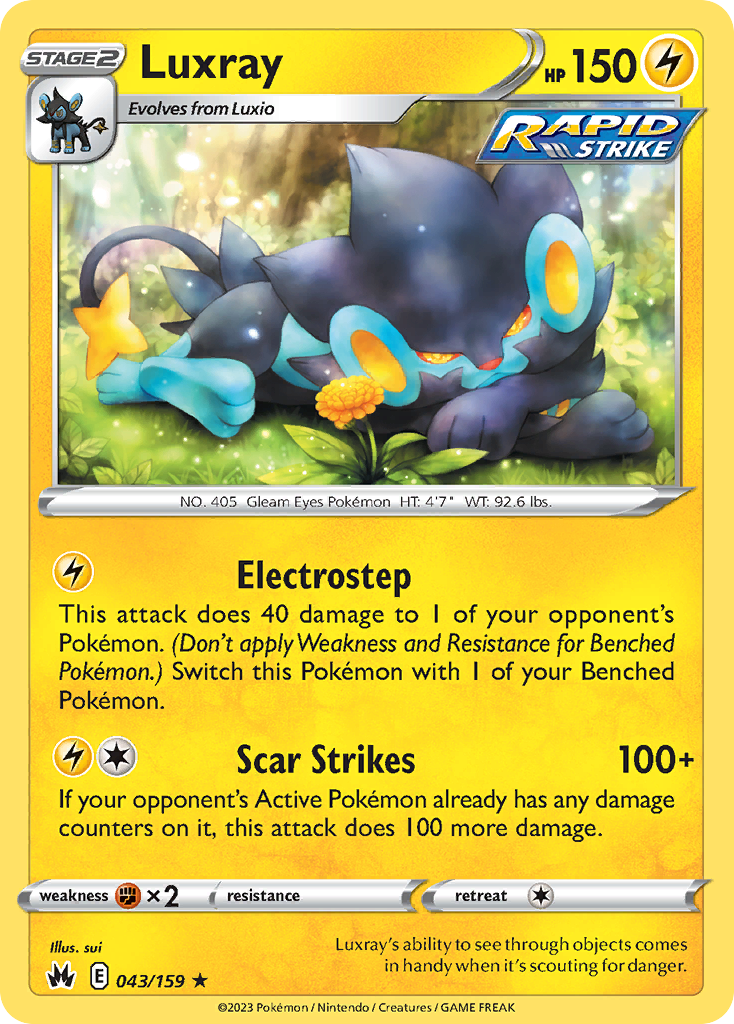 STAGE2
Luxray
HP 150
Evolves from Luxio
RAPID
STRIKE
NO. 405 Gleam Eyes Pokémon HT: 4'7" WT: 92.6 lbs.
Electrostep
This attack does 40 damage to 1 of your opponent's
Pokémon. (Don't apply Weakness and Resistance for Benched
Pokémon.) Switch this Pokémon with 1 of your Benched
Pokémon.
Scar Strikes 100+
If your opponent's Active Pokémon already has any damage
counters on it, this attack does 100 more damage.
weakness ×2 resistance retreat
Illus. sui
Luxray's ability to see through objects comes
in handy when it's scouting for danger.
E 043/159 ★
©2023 Pokémon / Nintendo / Creatures / GAME FREAK